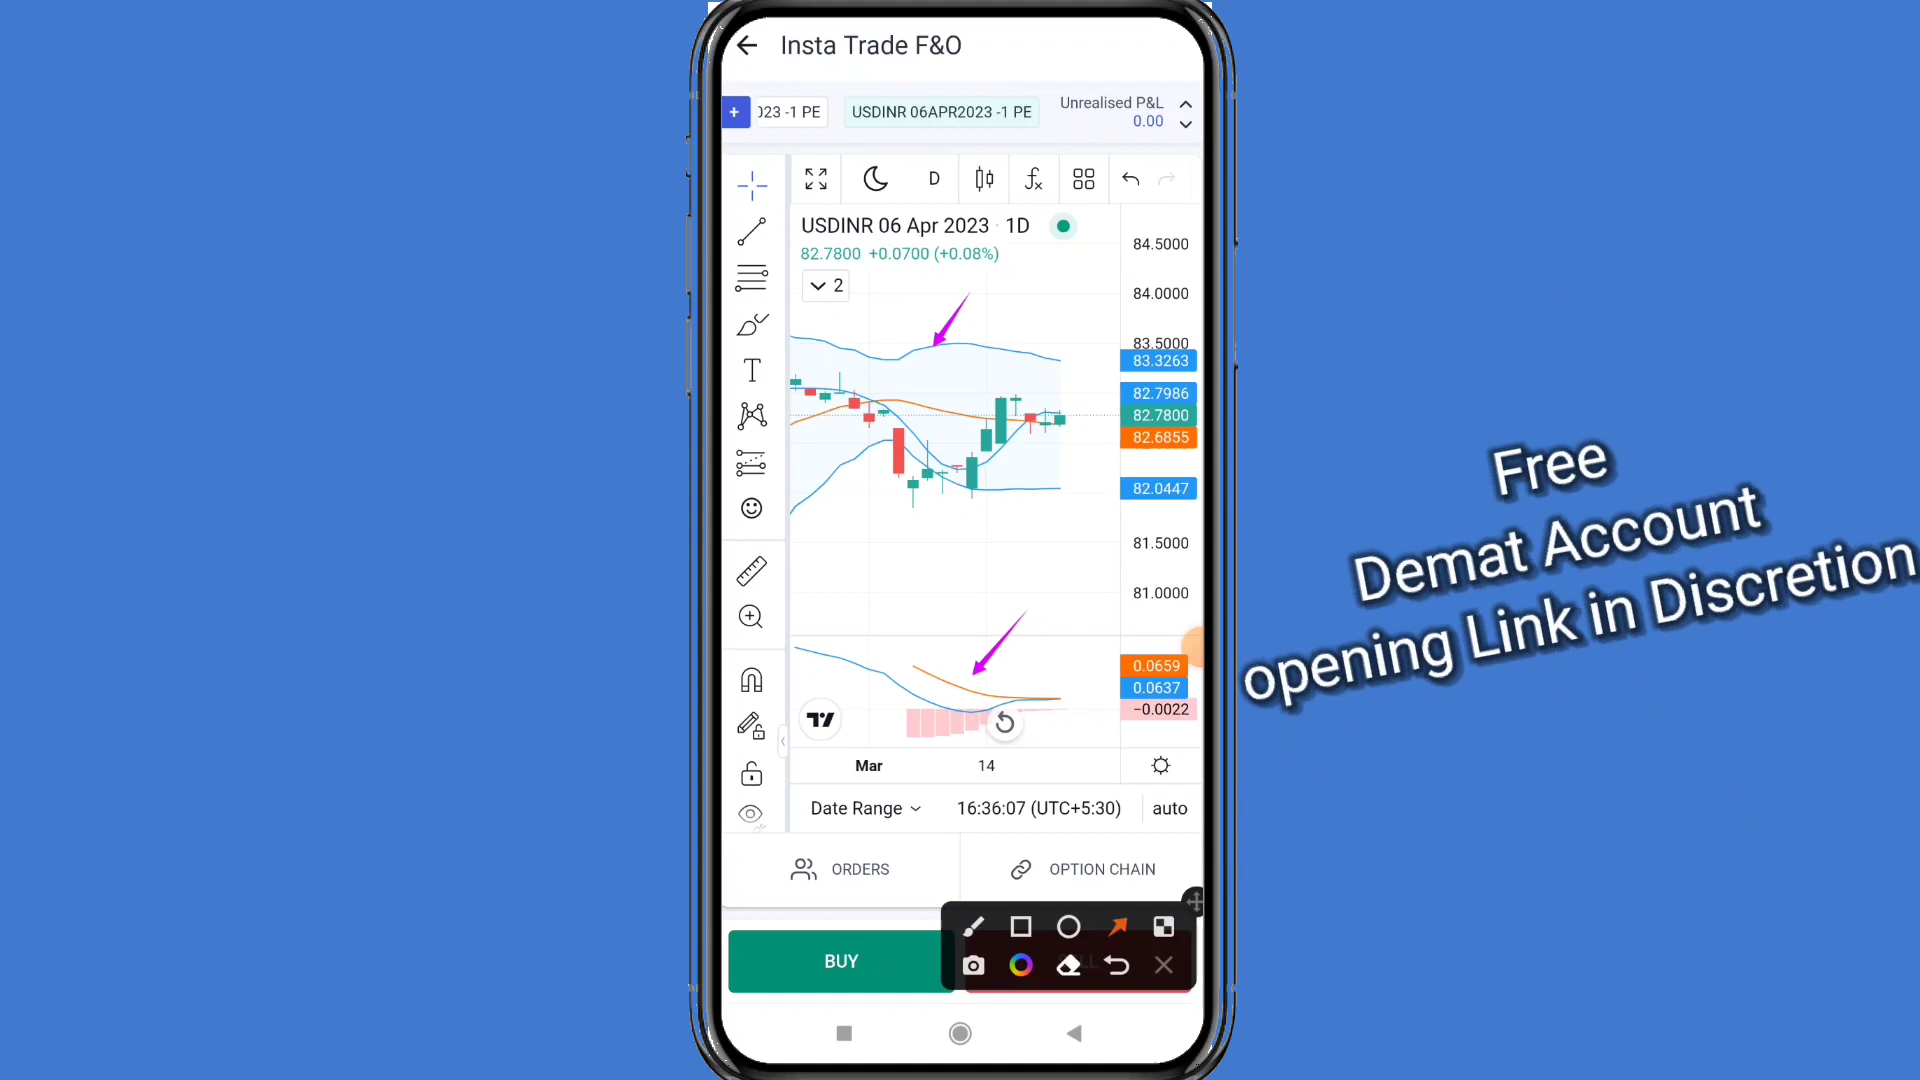 Insta Trade F&O
+
023 -1 PE
USDINR 06APR2023 -1 PE
Unrealised P&L
0.00
D
fx
USDINR 06 Apr 2023 · 1D
82.7800 +0.0700 (+0.08%)
2
T
84.5000
84.0000
83.5000
83.3263
82.7986
82.7800
82.6855
82.0447
81.5000
81.0000
0.0659
0.0637
−0.0022
Mar
14
Date Range
16:36:07 (UTC+5:30)
auto
ORDERS
OPTION CHAIN
BUY
Free
Demat Account
opening Link in Discretion